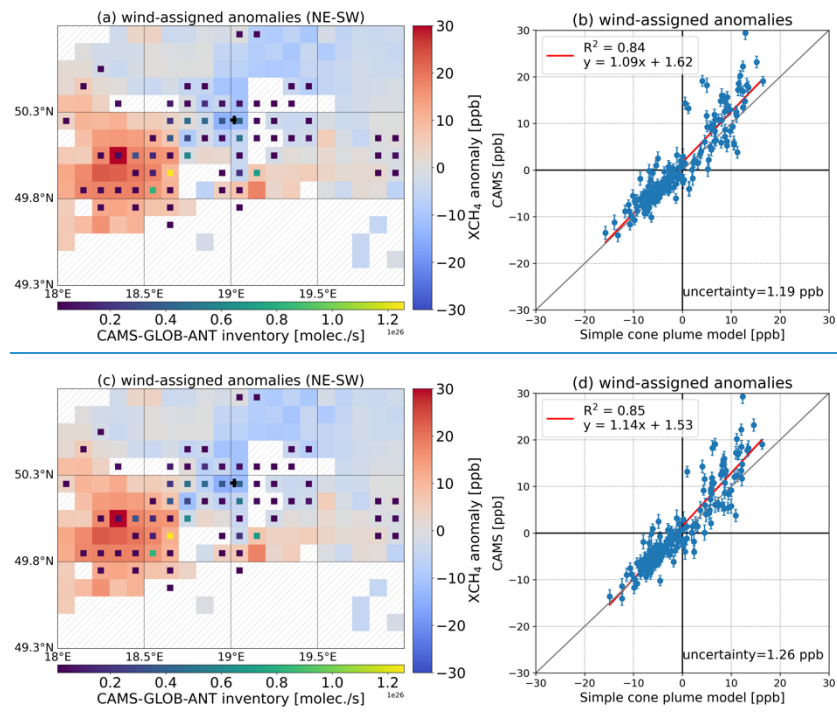 (a) wind-assigned anomalies (NE-SW)
50.3°N
49.8°N
49.3°N
18°E 18.5°E 19°E 19.5°E
0.2 0.4 0.6 0.8 1.0 1.2
1e26
CAMS-GLOB-ANT inventory [molec./s]
30
20
10
0
−10
−20
−30
XCH4 anomaly [ppb]
(b) wind-assigned anomalies
R² = 0.84
y = 1.09x + 1.62
30
20
10
0
−10
−20
−30
CAMS [ppb]
uncertainty=1.19 ppb
−30 −20 −10 0 10 20 30
Simple cone plume model [ppb]
(c) wind-assigned anomalies (NE-SW)
50.3°N
49.8°N
49.3°N
18°E 18.5°E 19°E 19.5°E
0.2 0.4 0.6 0.8 1.0 1.2
1e26
CAMS-GLOB-ANT inventory [molec./s]
30
20
10
0
−10
−20
−30
XCH4 anomaly [ppb]
(d) wind-assigned anomalies
R² = 0.85
y = 1.14x + 1.53
30
20
10
0
−10
−20
−30
CAMS [ppb]
uncertainty=1.26 ppb
−30 −20 −10 0 10 20 30
Simple cone plume model [ppb]